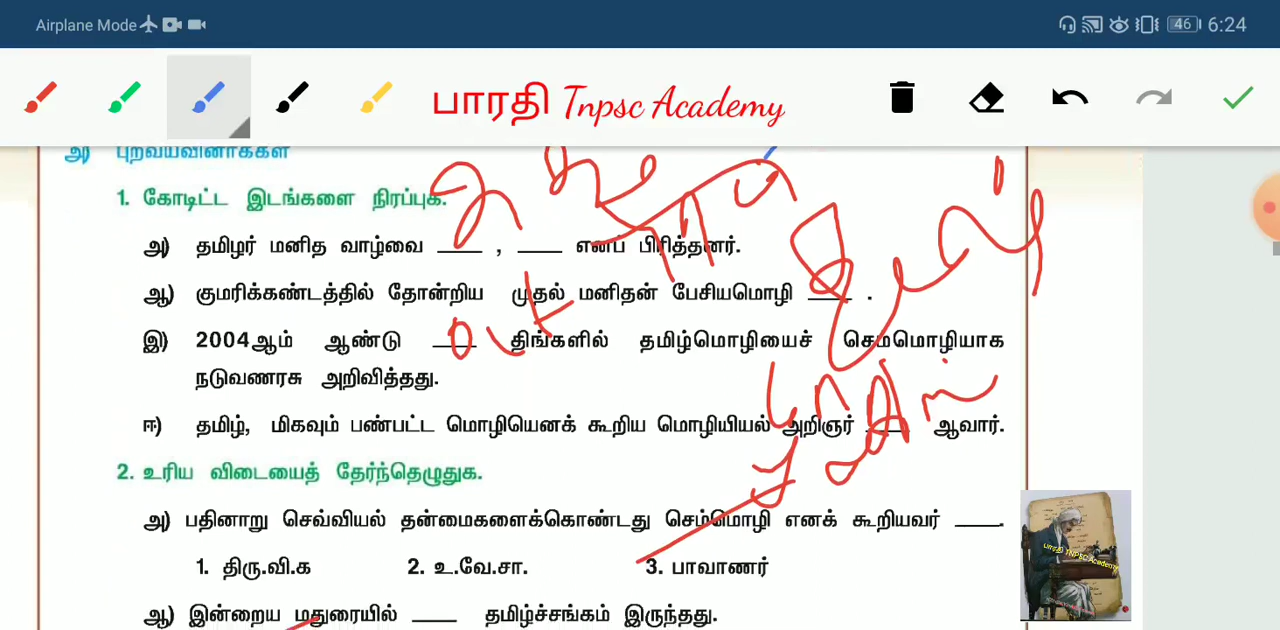 Airplane Mode 46 6:24
பாரதி Tnpsc Academy
அ) புறவயவினாக்கள்
1. கோடிட்ட இடங்களை நிரப்புக.
அ) தமிழர் மனித வாழ்வை ____ , ____ எனப் பிரித்தனர்.
ஆ) குமரிக்கண்டத்தில் தோன்றிய முதல் மனிதன் பேசியமொழி ____ .
இ) 2004ஆம் ஆண்டு ____ திங்களில் தமிழ்மொழியைச் செம்மொழியாக
நடுவணரசு அறிவித்தது.
ஈ) தமிழ், மிகவும் பண்பட்ட மொழியெனக் கூறிய மொழியியல் அறிஞர் ____ ஆவார்.
2. உரிய விடையைத் தேர்ந்தெழுதுக.
அ) பதினாறு செவ்வியல் தன்மைகளைக்கொண்டது செம்மொழி எனக் கூறியவர் ____.
1. திரு.வி.க 2. உ.வே.சா. 3. பாவாணர்
பாரதி TNPSC Academy
ஆ) இன்றைய மதுரையில் ____ தமிழ்ச்சங்கம் இருந்தது.